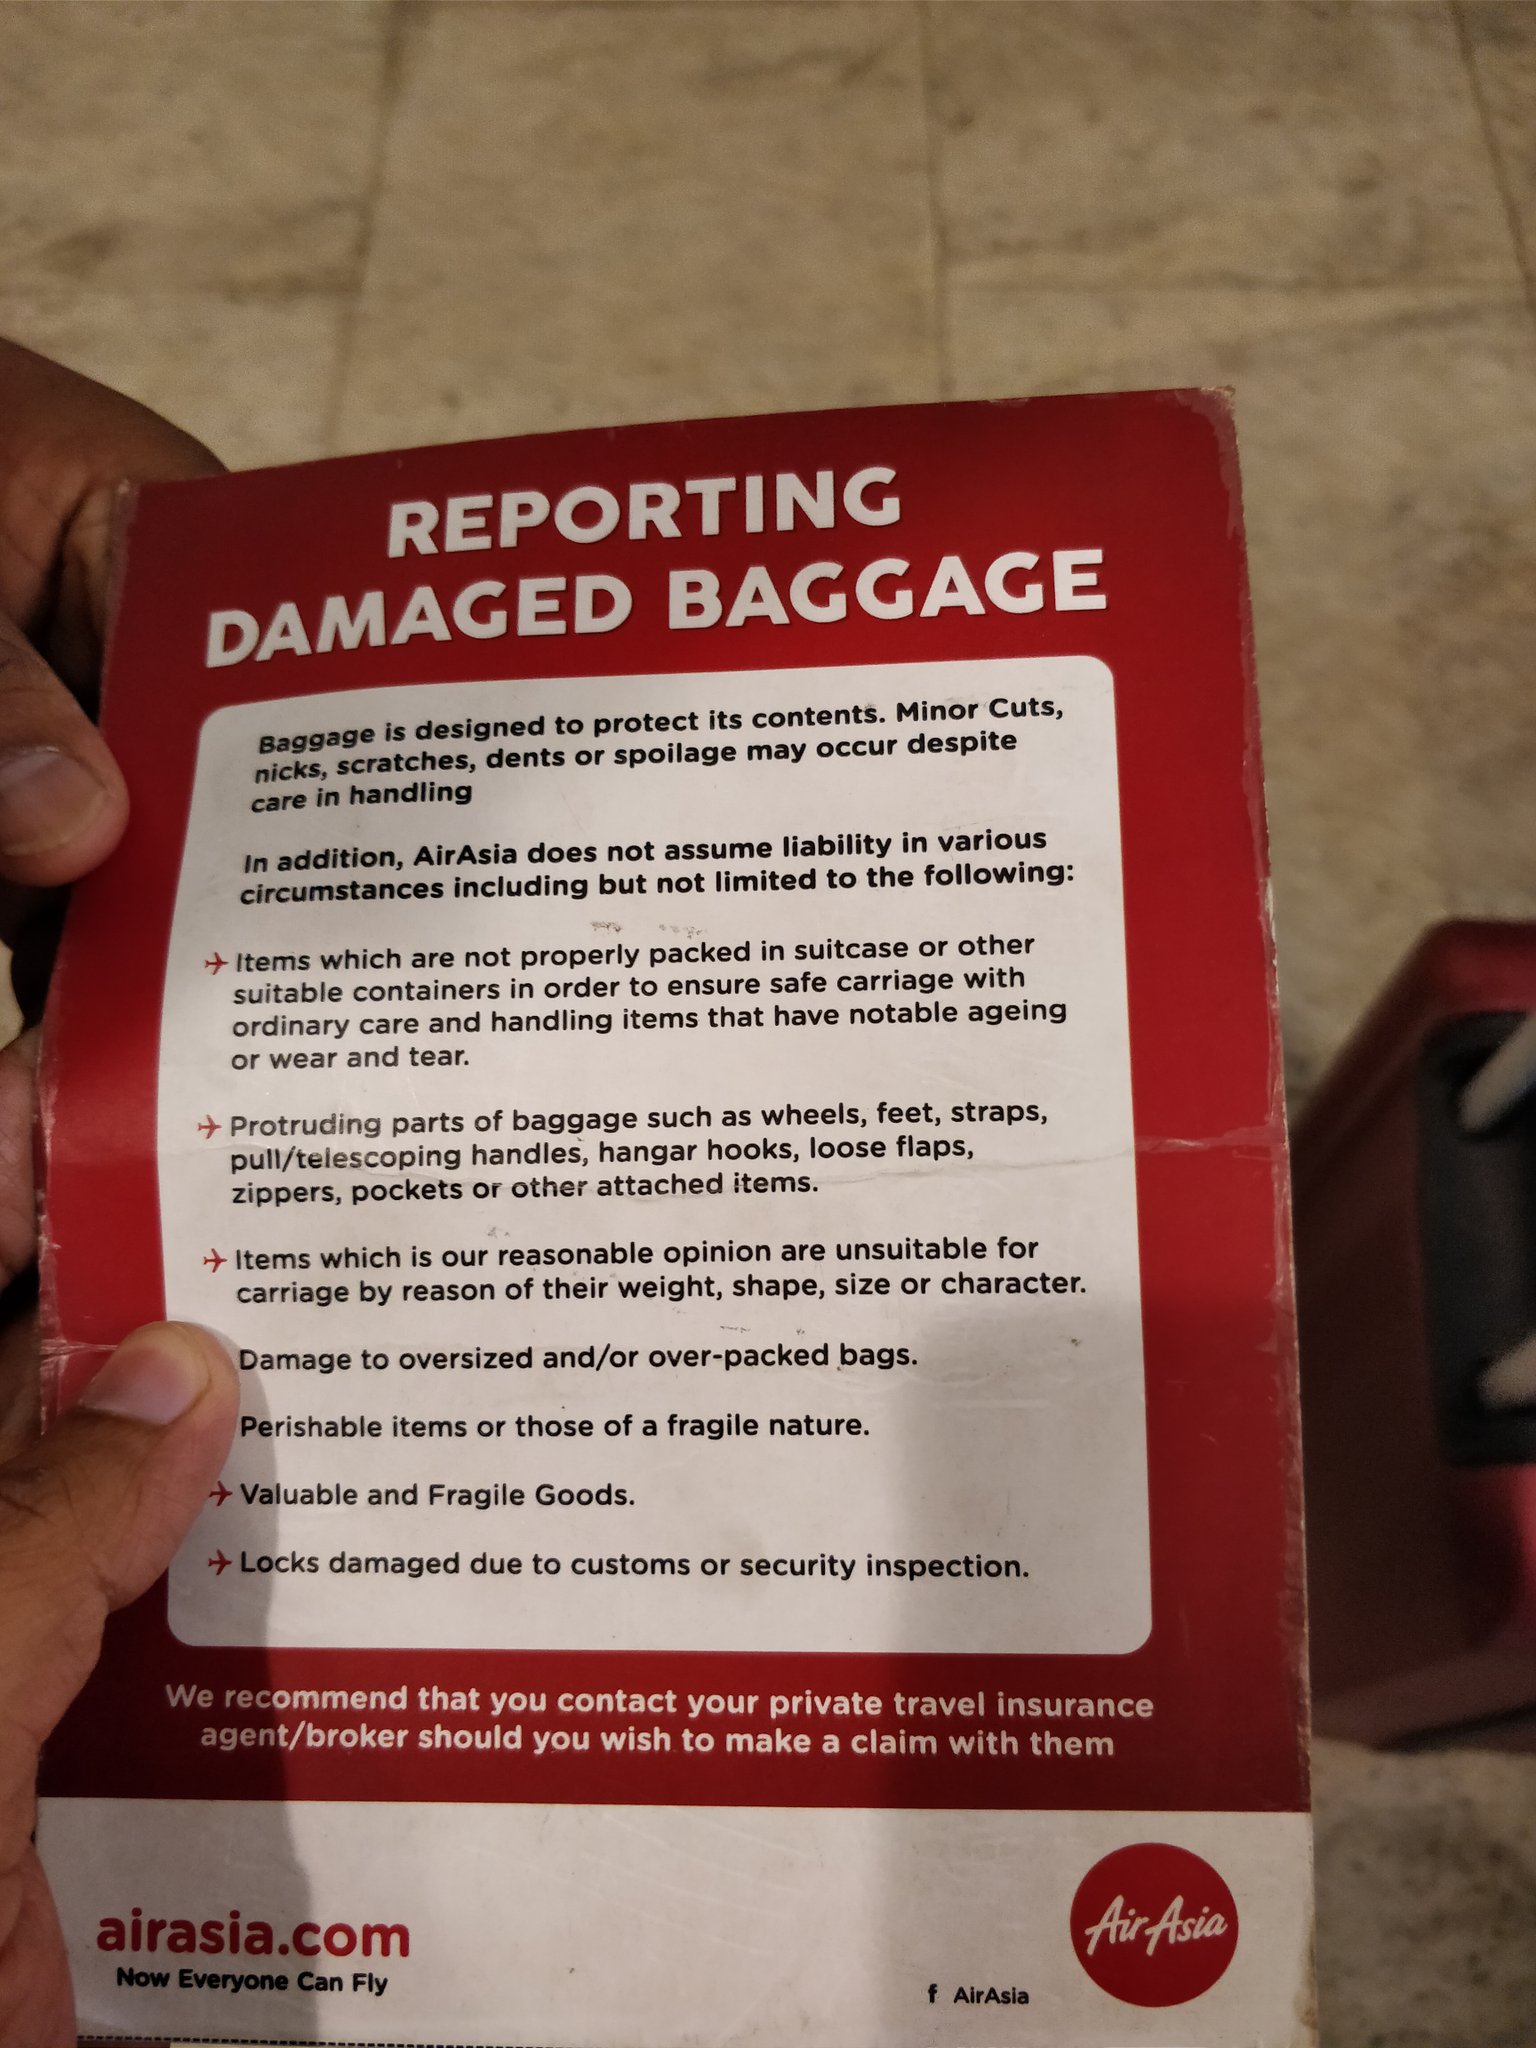 REPORTING
DAMAGED BAGGAGE
Baggage is designed to protect its contents. Minor Cuts,
nicks, scratches, dents or spoilage may occur despite
care in handling
In addition, AirAsia does not assume liability in various
circumstances including but not limited to the following:
Items which are not properly packed in suitcase or other
suitable containers in order to ensure safe carriage with
ordinary care and handling items that have notable ageing
or wear and tear.
Protruding parts of baggage such as wheels, feet, straps,
pull/telescoping handles, hangar hooks, loose flaps,
zippers, pockets or other attached items.
Items which is our reasonable opinion are unsuitable for
carriage by reason of their weight, shape, size or character.
Damage to oversized and/or over-packed bags.
Perishable items or those of a fragile nature.
Valuable and Fragile Goods.
Locks damaged due to customs or security inspection.
We recommend that you contact your private travel insurance
agent/broker should you wish to make a claim with them
airasia.com
Now Everyone Can Fly
f AirAsia
AirAsia